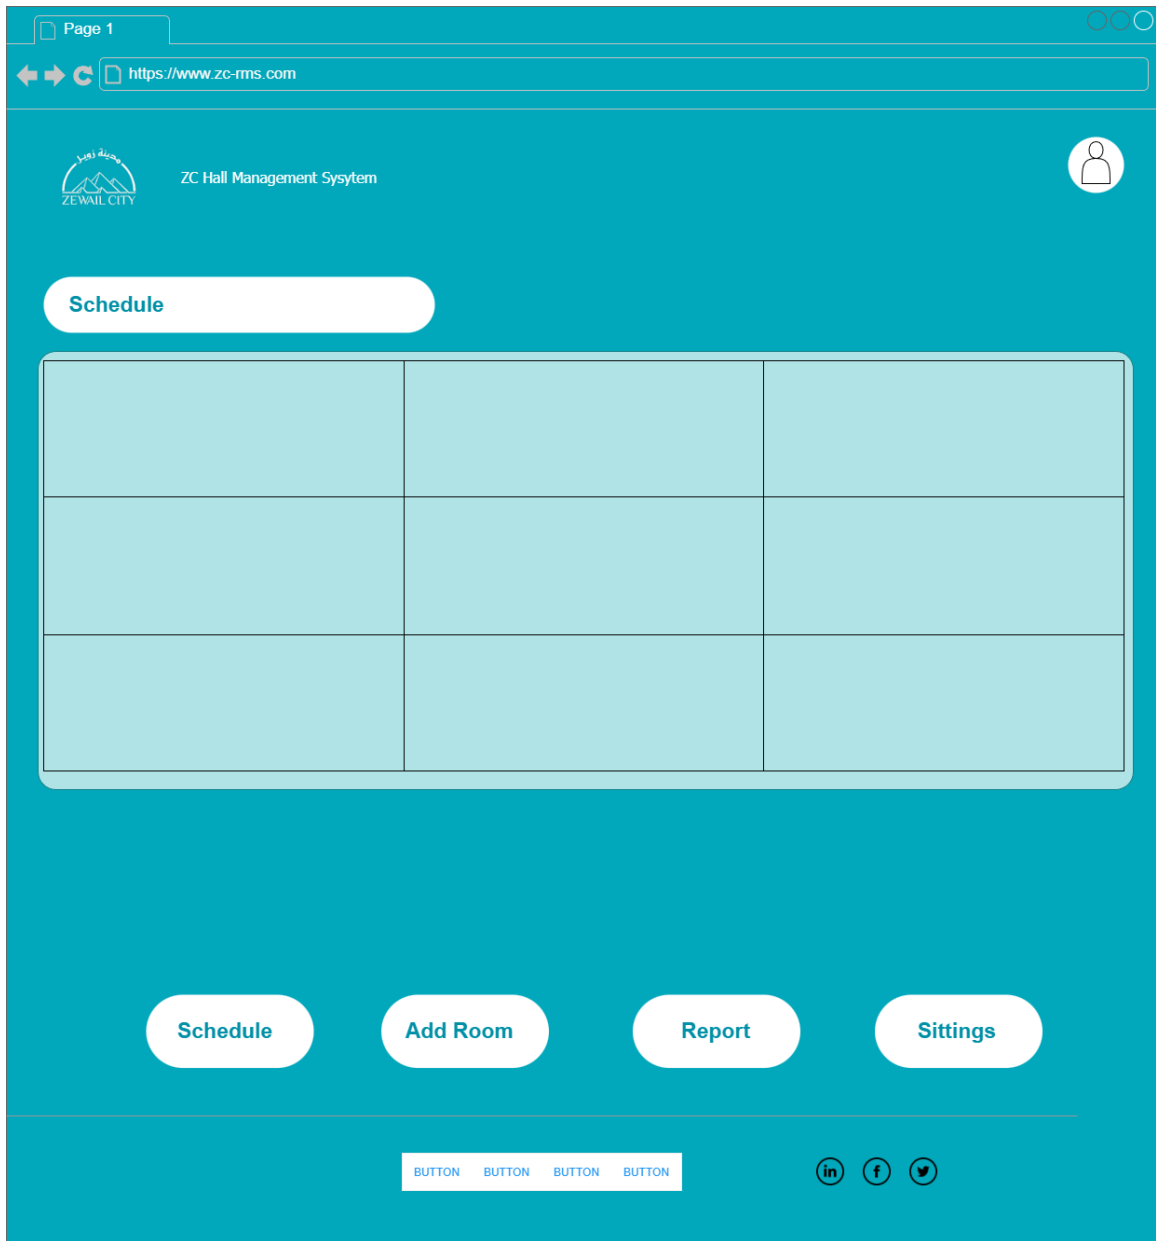 Page 1
https://www.zc-rms.com
مدينة زويل
ZEWAIL CITY
ZC Hall Management Sysytem
Schedule
Schedule
Add Room
Report
Sittings
BUTTON BUTTON BUTTON BUTTON
in f